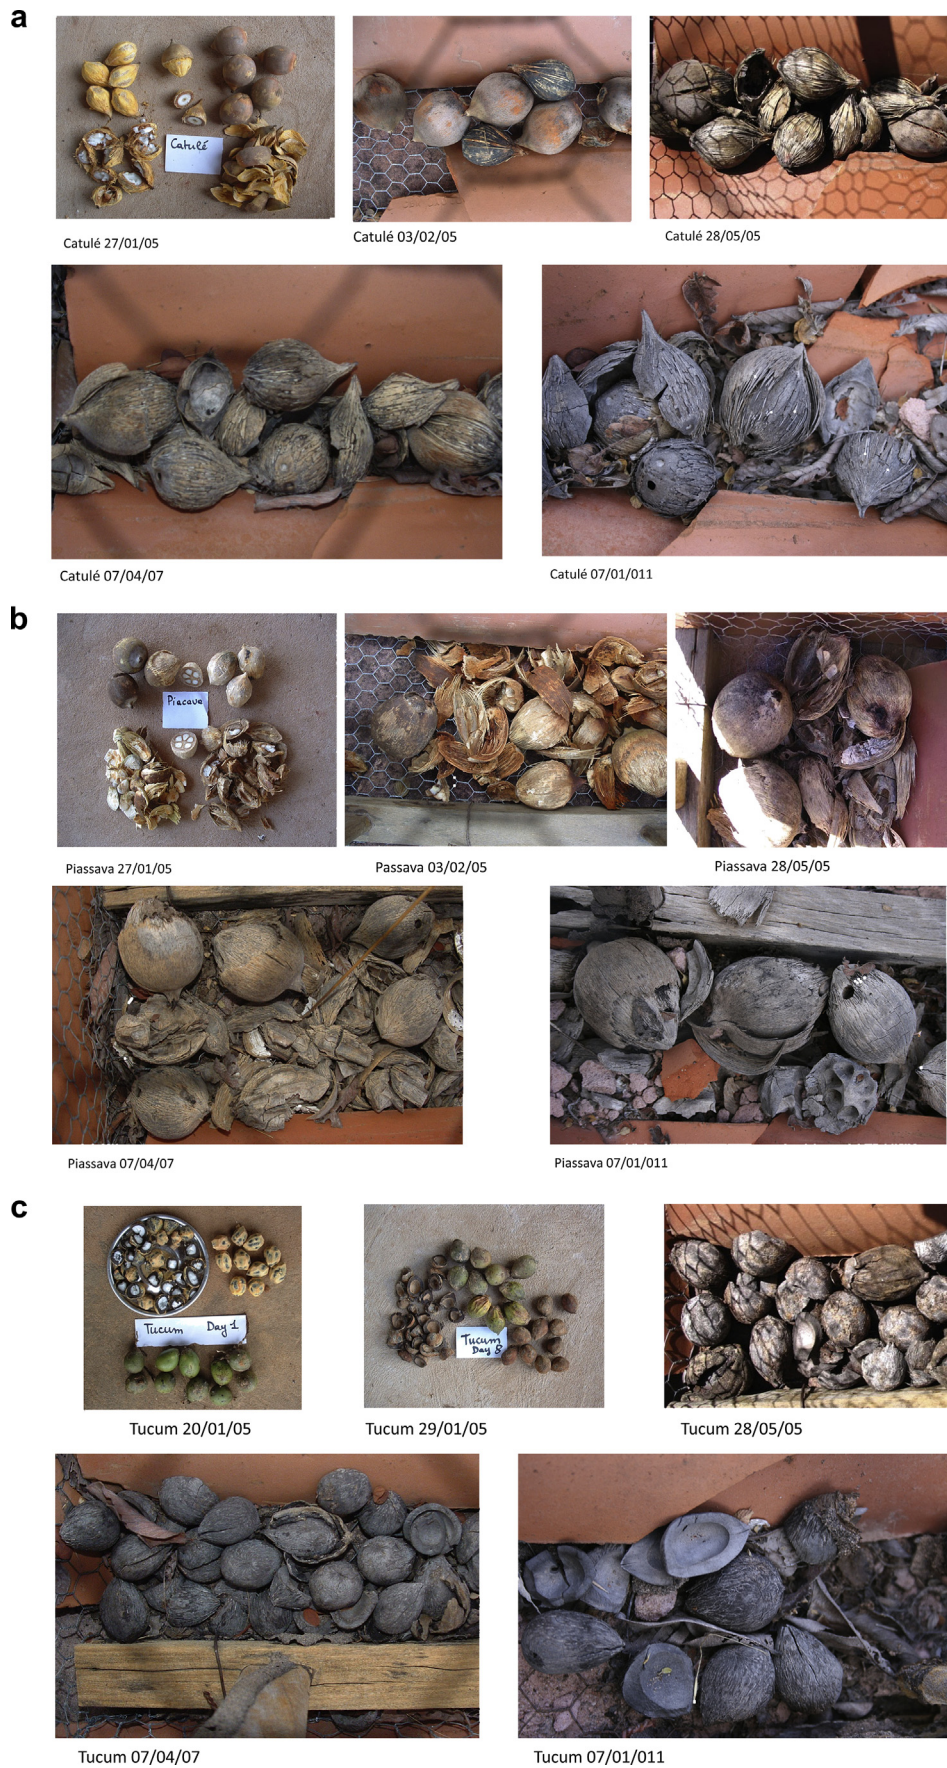 a
Catulé
Catulé 27/01/05
Catulé 03/02/05
Catulé 28/05/05
Catulé 07/04/07
Catulé 07/01/011
b
Piacava
Piassava 27/01/05
Passava 03/02/05
Piassava 28/05/05
Piassava 07/04/07
Piassava 07/01/011
c
Tucum Day 1
Tucum
Day 8
Tucum 20/01/05
Tucum 29/01/05
Tucum 28/05/05
Tucum 07/04/07
Tucum 07/01/011